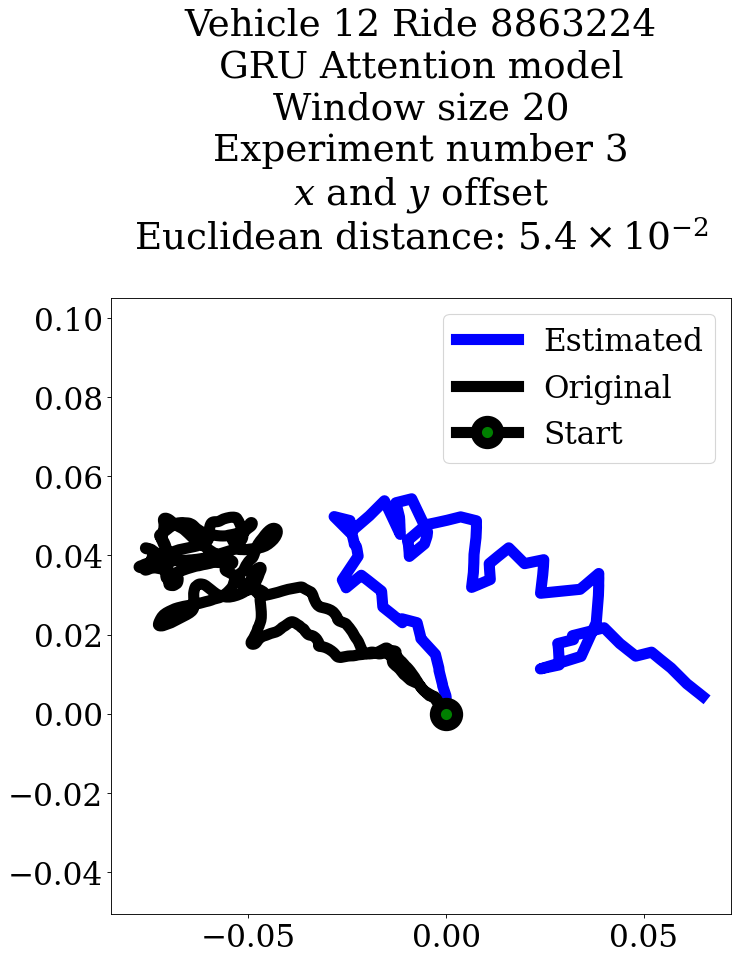 Vehicle 12 Ride 8863224
GRU Attention model
Window size 20
Experiment number 3
x and y offset
Euclidean distance: 5.4 × 10⁻²
Estimated
Original
Start
0.10
0.08
0.06
0.04
0.02
0.00
−0.02
−0.04
−0.05 0.00 0.05